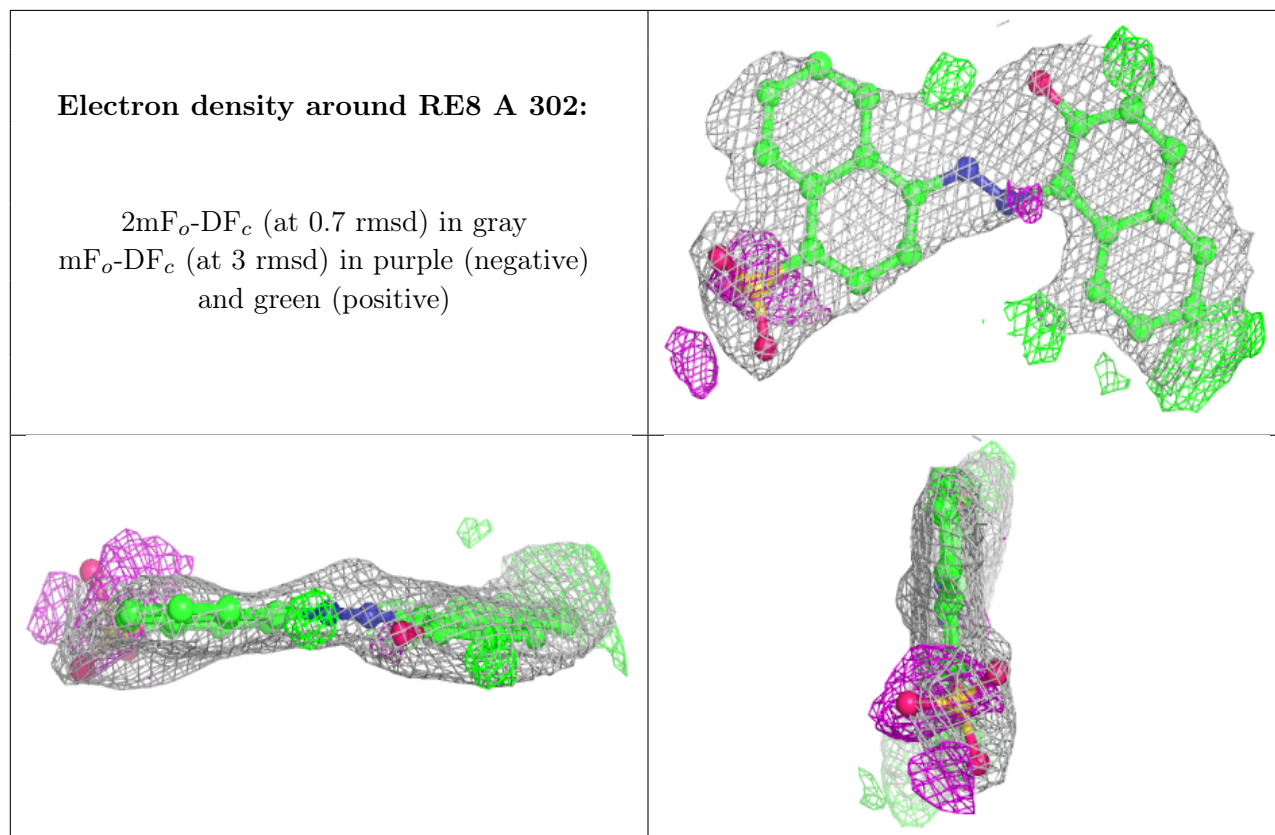 Electron density around RE8 A 302:
2mFo-DFc (at 0.7 rmsd) in gray
mFo-DFc (at 3 rmsd) in purple (negative)
and green (positive)